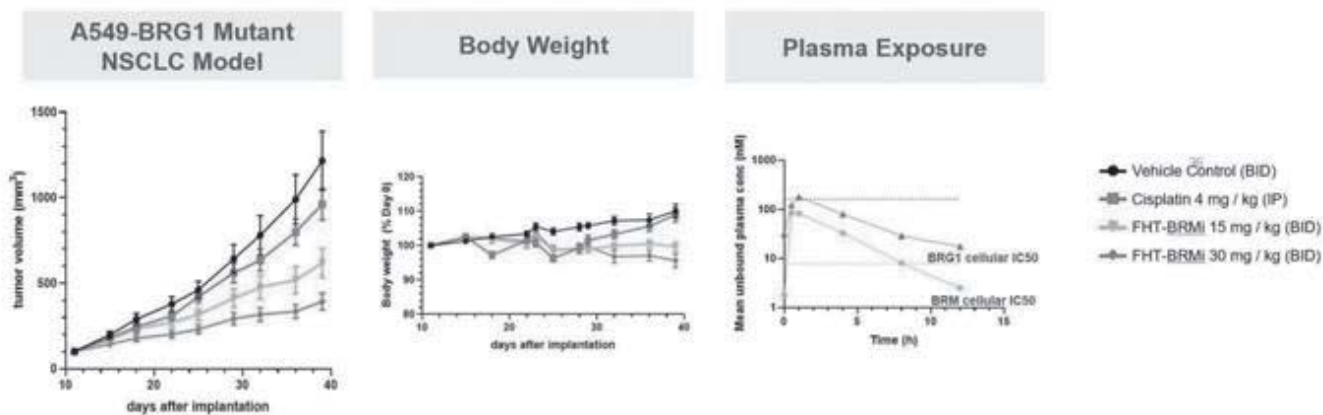 A549-BRG1 Mutant
NSCLC Model
Body Weight
Plasma Exposure
tumor volume (mm³)
1500
1000
500
0
10
20
30
40
days after implantation
Body weight (% Day 0)
120
110
100
90
80
10
20
30
40
days after implantation
Mean unbound plasma conc (nM)
1000
100
10
1
0
5
10
15
BRG1 cellular IC50
BRM cellular IC50
Time (h)
Vehicle Control (BID)
Cisplatin 4 mg / kg (IP)
FHT-BRMi 15 mg / kg (BID)
FHT-BRMi 30 mg / kg (BID)